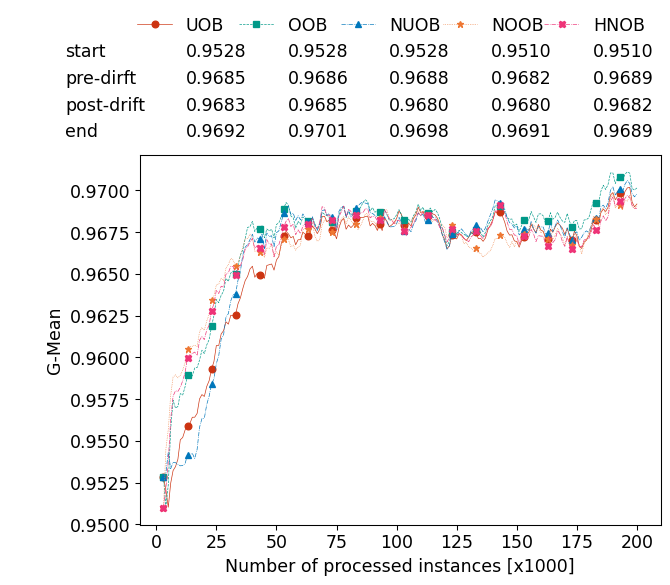 UOB OOB NUOB NOOB HNOB
start 0.9528 0.9528 0.9528 0.9510 0.9510
pre-dirft 0.9685 0.9686 0.9688 0.9682 0.9689
post-drift 0.9683 0.9685 0.9680 0.9680 0.9682
end 0.9692 0.9701 0.9698 0.9691 0.9689
0.9700
0.9675
0.9650
0.9625
0.9600
0.9575
0.9550
0.9525
0.9500
G-Mean
0 25 50 75 100 125 150 175 200
Number of processed instances [x1000]